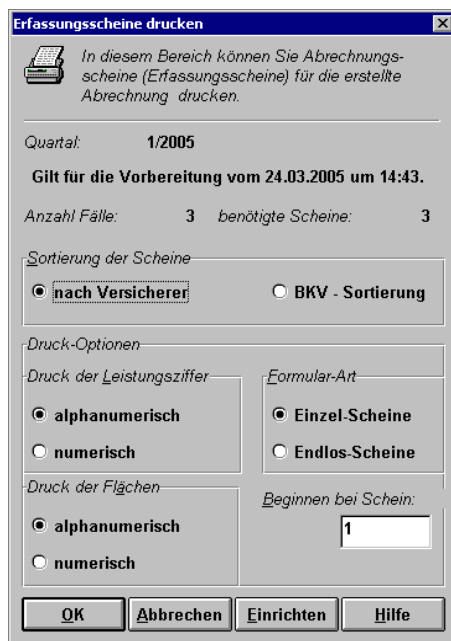 Erfassungsscheine drucken
In diesem Bereich können Sie Abrechnungs-
scheine (Erfassungsscheine) für die erstellte
Abrechnung drucken.
Quartal: 1/2005
Gilt für die Vorbereitung vom 24.03.2005 um 14:43.
Anzahl Fälle: 3 benötigte Scheine: 3
Sortierung der Scheine
nach Versicherer BKV - Sortierung
Druck-Optionen
Druck der Leistungsziffer
alphanumerisch
numerisch
Formular-Art
Einzel-Scheine
Endlos-Scheine
Druck der Flächen
alphanumerisch
numerisch
Beginnen bei Schein:
1
OK Abbrechen Einrichten Hilfe